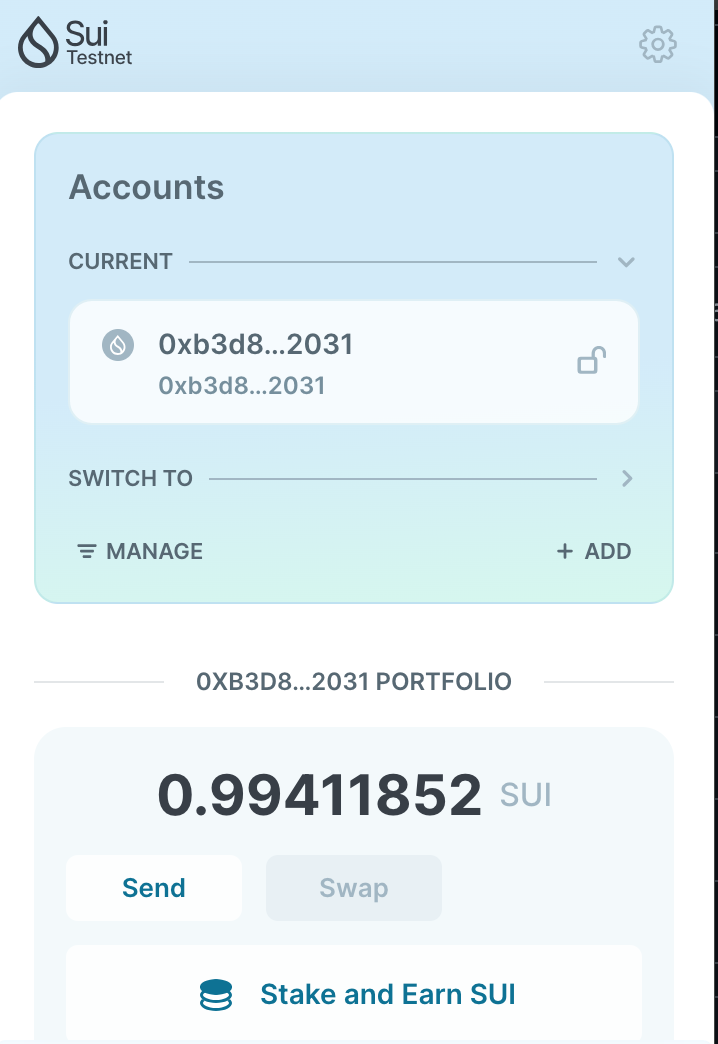 Sui
Testnet
Accounts
CURRENT
0xb3d8...2031
0xb3d8...2031
SWITCH TO
MANAGE
+ ADD
0XB3D8...2031 PORTFOLIO
0.99411852 SUI
Send
Swap
Stake and Earn SUI